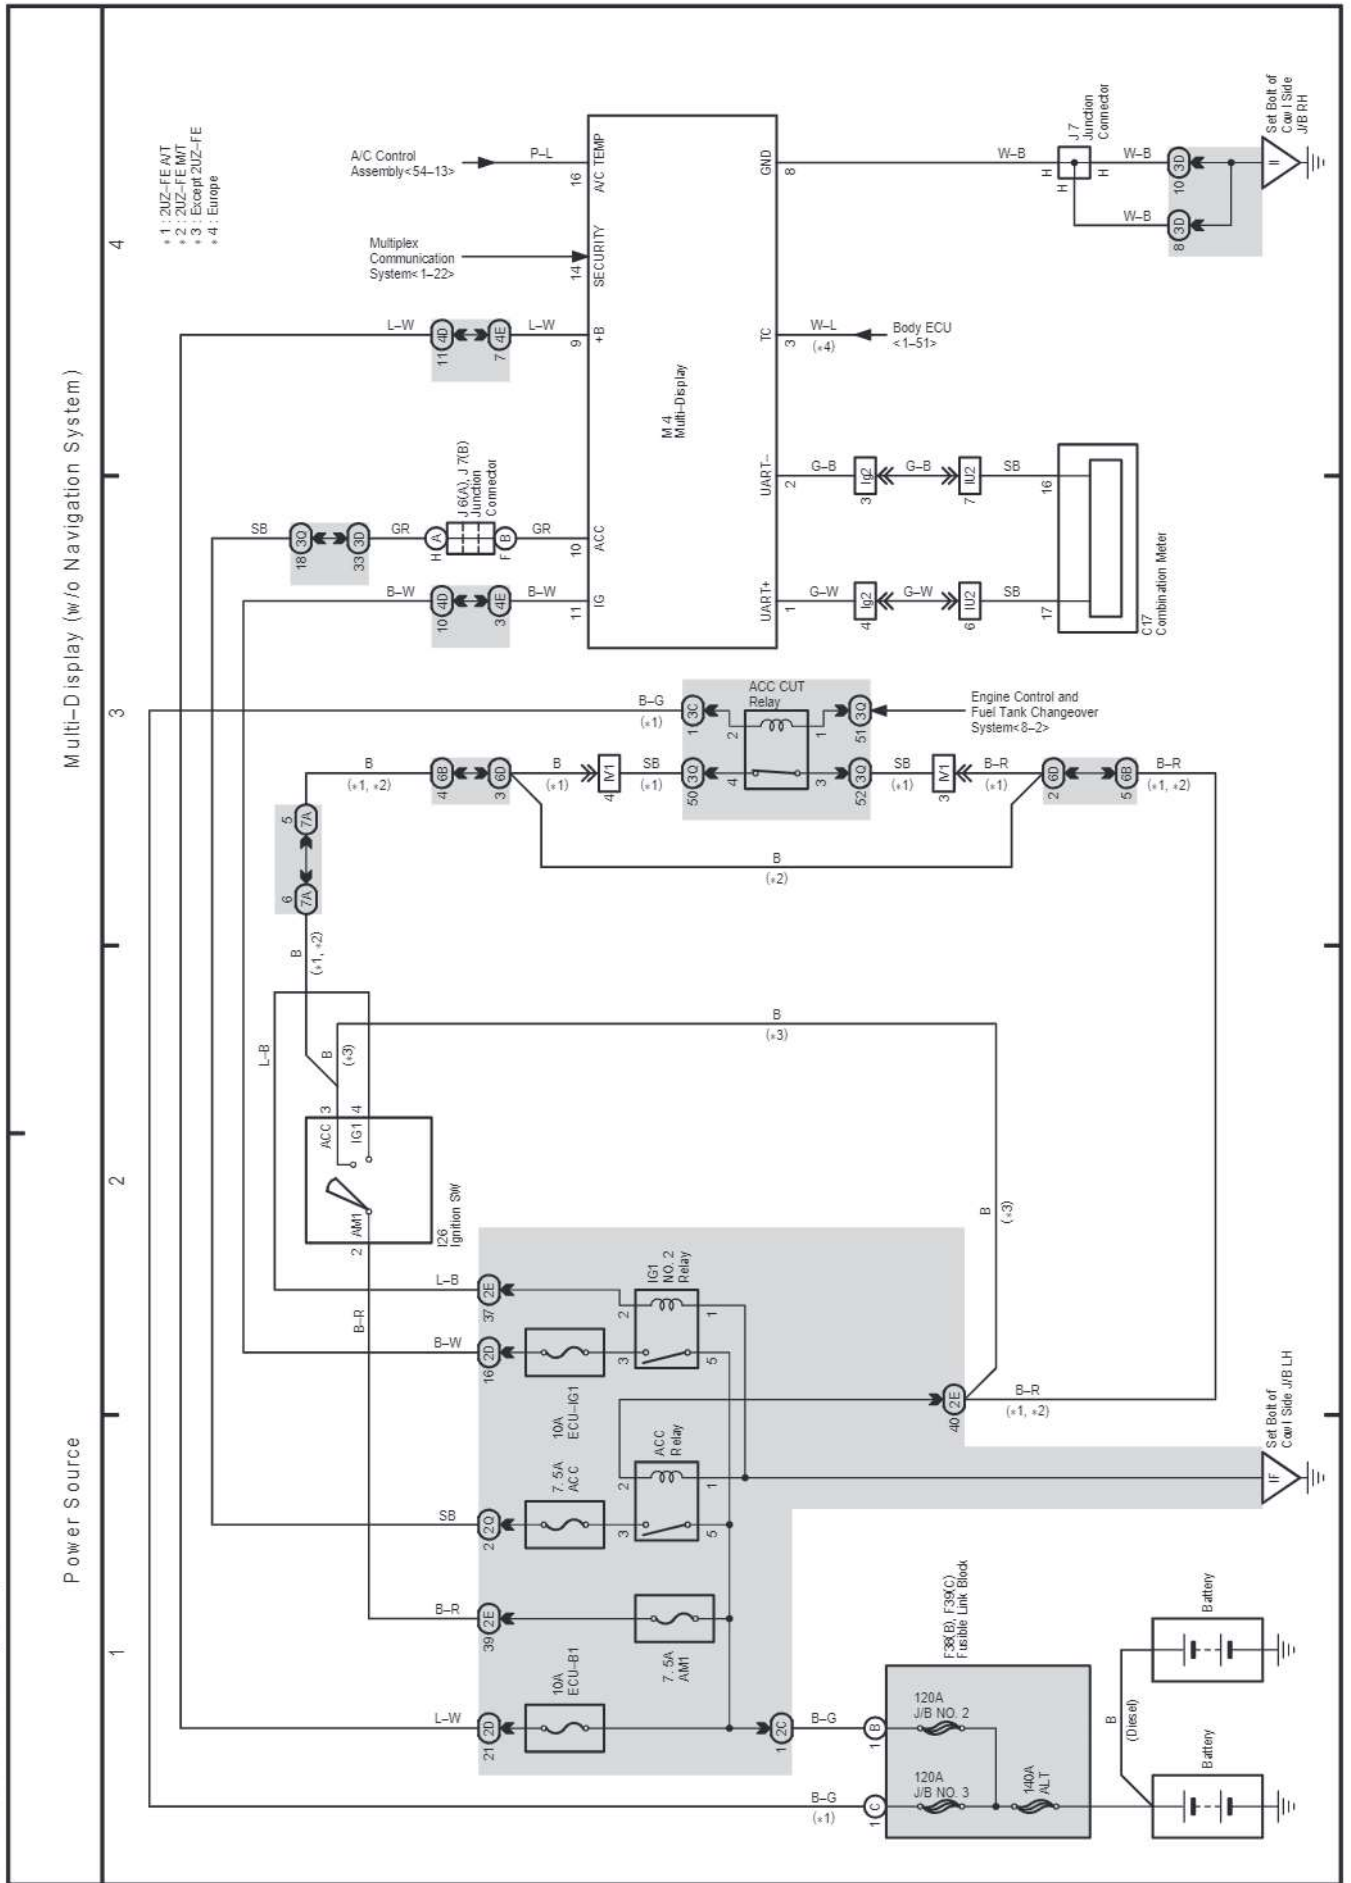 Power Source
Multi–Display (w/o Navigation System)
1
2
3
4
∗1 : 2UZ–FE A/T
∗2 : 2UZ–FE M/T
∗3 : Except 2UZ–FE
∗4 : Europe
A/C Control
Assembly<54–13>
P–L
16
A/C TEMP
Multiplex
Communication
System<1–22>
14
SECURITY
L–W
11
4D
7
4E
L–W
9
+B
SB
18
3Q
33
3D
GR
H
A
J 6(A), J 7(B)
Junction
Connector
F
B
GR
10
ACC
B–W
10
4D
3
4E
B–W
11
IG
M 4
Multi–Display
GND
8
W–B
H
H
H
J 7
Junction
Connector
W–B
10
3D
W–B
8
3D
II
Set Bolt of
Cowl Side
J/B RH
TC
3
W–L
(∗4)
Body ECU
<1–51>
UART–
2
G–B
3
Ig2
G–B
7
IU2
SB
16
UART+
1
G–W
4
Ig2
G–W
6
IU2
SB
17
C17
Combination Meter
B–G
(∗1)
1
3C
ACC CUT
Relay
2
1
51
3Q
Engine Control and
Fuel Tank Changeover
System<8–2>
5
7A
6
7A
B
(∗1, ∗2)
4
6B
3
6D
B
(∗1)
4
IV1
SB
(∗1)
50
3Q
4
3
52
3Q
SB
(∗1)
3
IV1
B–R
(∗1)
2
6D
5
6B
B–R
(∗1, ∗2)
B
(∗2)
B
(∗1, ∗2)
L–B
B
(∗3)
B
(∗3)
ACC
3
IG1
4
AM1
2
I26
Ignition SW
B
(∗3)
L–B
37
2E
IG1
NO. 2
Relay
2
1
3
5
B–R
B–W
16
2D
10A
ECU–IG1
40
2E
B–R
(∗1, ∗2)
SB
2
2Q
7. 5A
ACC
ACC
Relay
2
1
3
5
IF
Set Bolt of
Cowl Side J/B LH
B–R
39
2E
7. 5A
AM1
L–W
21
2D
10A
ECU–B1
1
2C
B–G
1
B
120A
J/B NO. 2
F38(B), F39(C)
Fusible Link Block
B–G
(∗1)
1
C
120A
J/B NO. 3
140A
ALT
B
(Diesel)
Battery
Battery